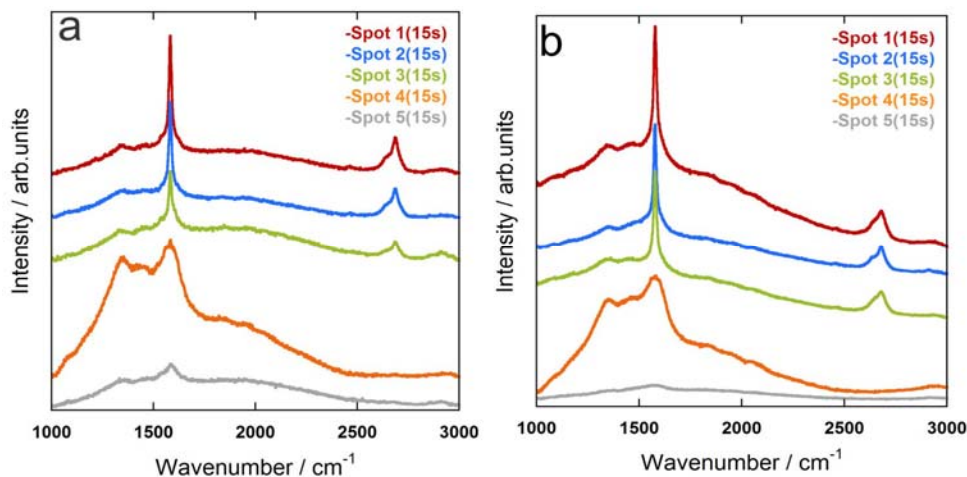 a
-Spot 1(15s)
-Spot 2(15s)
-Spot 3(15s)
-Spot 4(15s)
-Spot 5(15s)
Intensity / arb.units
1000 1500 2000 2500 3000
Wavenumber / cm-1
b
-Spot 1(15s)
-Spot 2(15s)
-Spot 3(15s)
-Spot 4(15s)
-Spot 5(15s)
Intensity / arb.units
1000 1500 2000 2500 3000
Wavenumber / cm-1